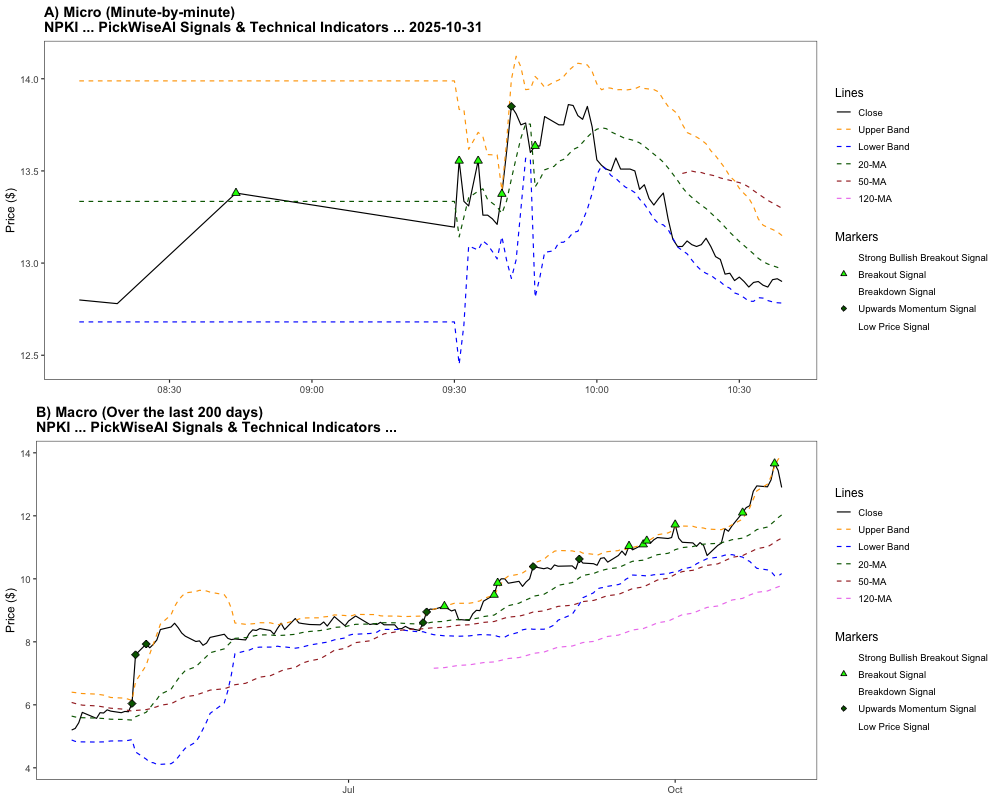 A) Micro (Minute-by-minute)
NPKI ... PickWiseAI Signals & Technical Indicators ... 2025-10-31
Price ($)
14.0
13.5
13.0
12.5
08:30
09:00
09:30
10:00
10:30
Lines
Close
Upper Band
Lower Band
20-MA
50-MA
120-MA
Markers
Strong Bullish Breakout Signal
Breakout Signal
Breakdown Signal
Upwards Momentum Signal
Low Price Signal
B) Macro (Over the last 200 days)
NPKI ... PickWiseAI Signals & Technical Indicators ...
Price ($)
14
12
10
8
6
4
Jul
Oct
Lines
Close
Upper Band
Lower Band
20-MA
50-MA
120-MA
Markers
Strong Bullish Breakout Signal
Breakout Signal
Breakdown Signal
Upwards Momentum Signal
Low Price Signal